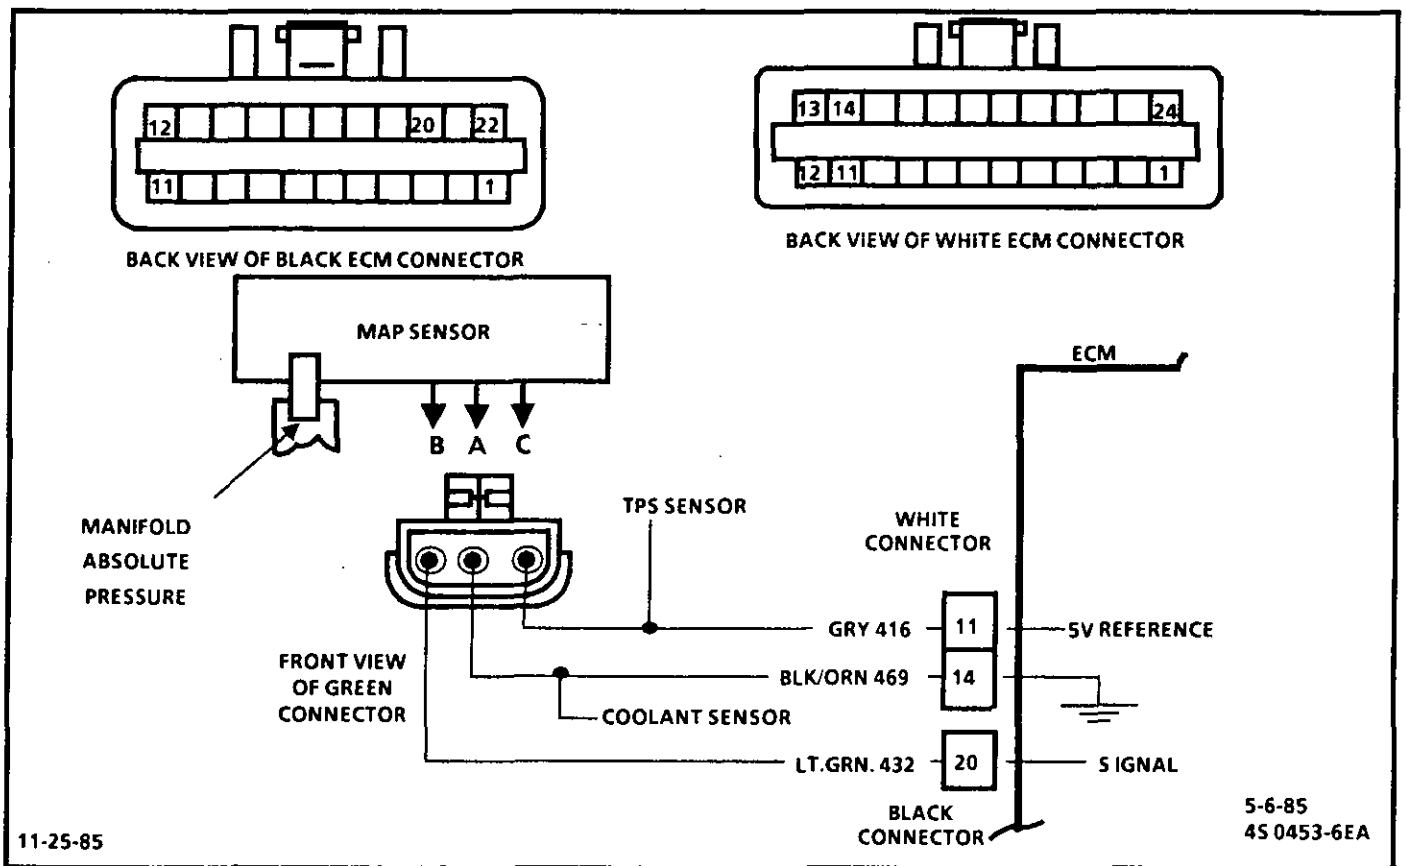 12 20 22
11 1
BACK VIEW OF BLACK ECM CONNECTOR
13 14 24
12 11 1
BACK VIEW OF WHITE ECM CONNECTOR
MAP SENSOR
B A C
MANIFOLD
ABSOLUTE
PRESSURE
ECM
TPS SENSOR
WHITE
CONNECTOR
GRY 416 11 5V REFERENCE
FRONT VIEW
OF GREEN
CONNECTOR
BLK/ORN 469 14
COOLANT SENSOR
LT.GRN. 432 20 SIGNAL
BLACK
CONNECTOR
11-25-85
5-6-85
4S 0453-6EA